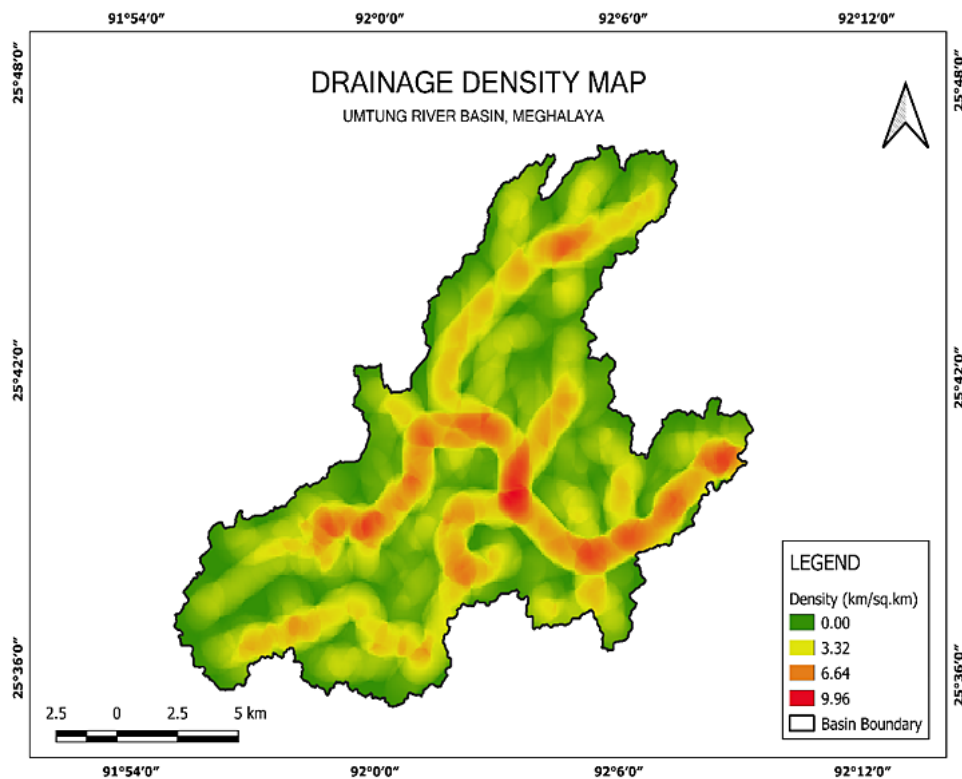 91°54′0″ 92°0′0″ 92°6′0″ 92°12′0″
25°48′0″
25°48′0″
DRAINAGE DENSITY MAP
UMTUNG RIVER BASIN, MEGHALAYA
25°42′0″
25°42′0″
LEGEND
Density (km/sq.km)
0.00
3.32
6.64
9.96
Basin Boundary
25°36′0″
25°36′0″
2.5 0 2.5 5 km
91°54′0″ 92°0′0″ 92°6′0″ 92°12′0″